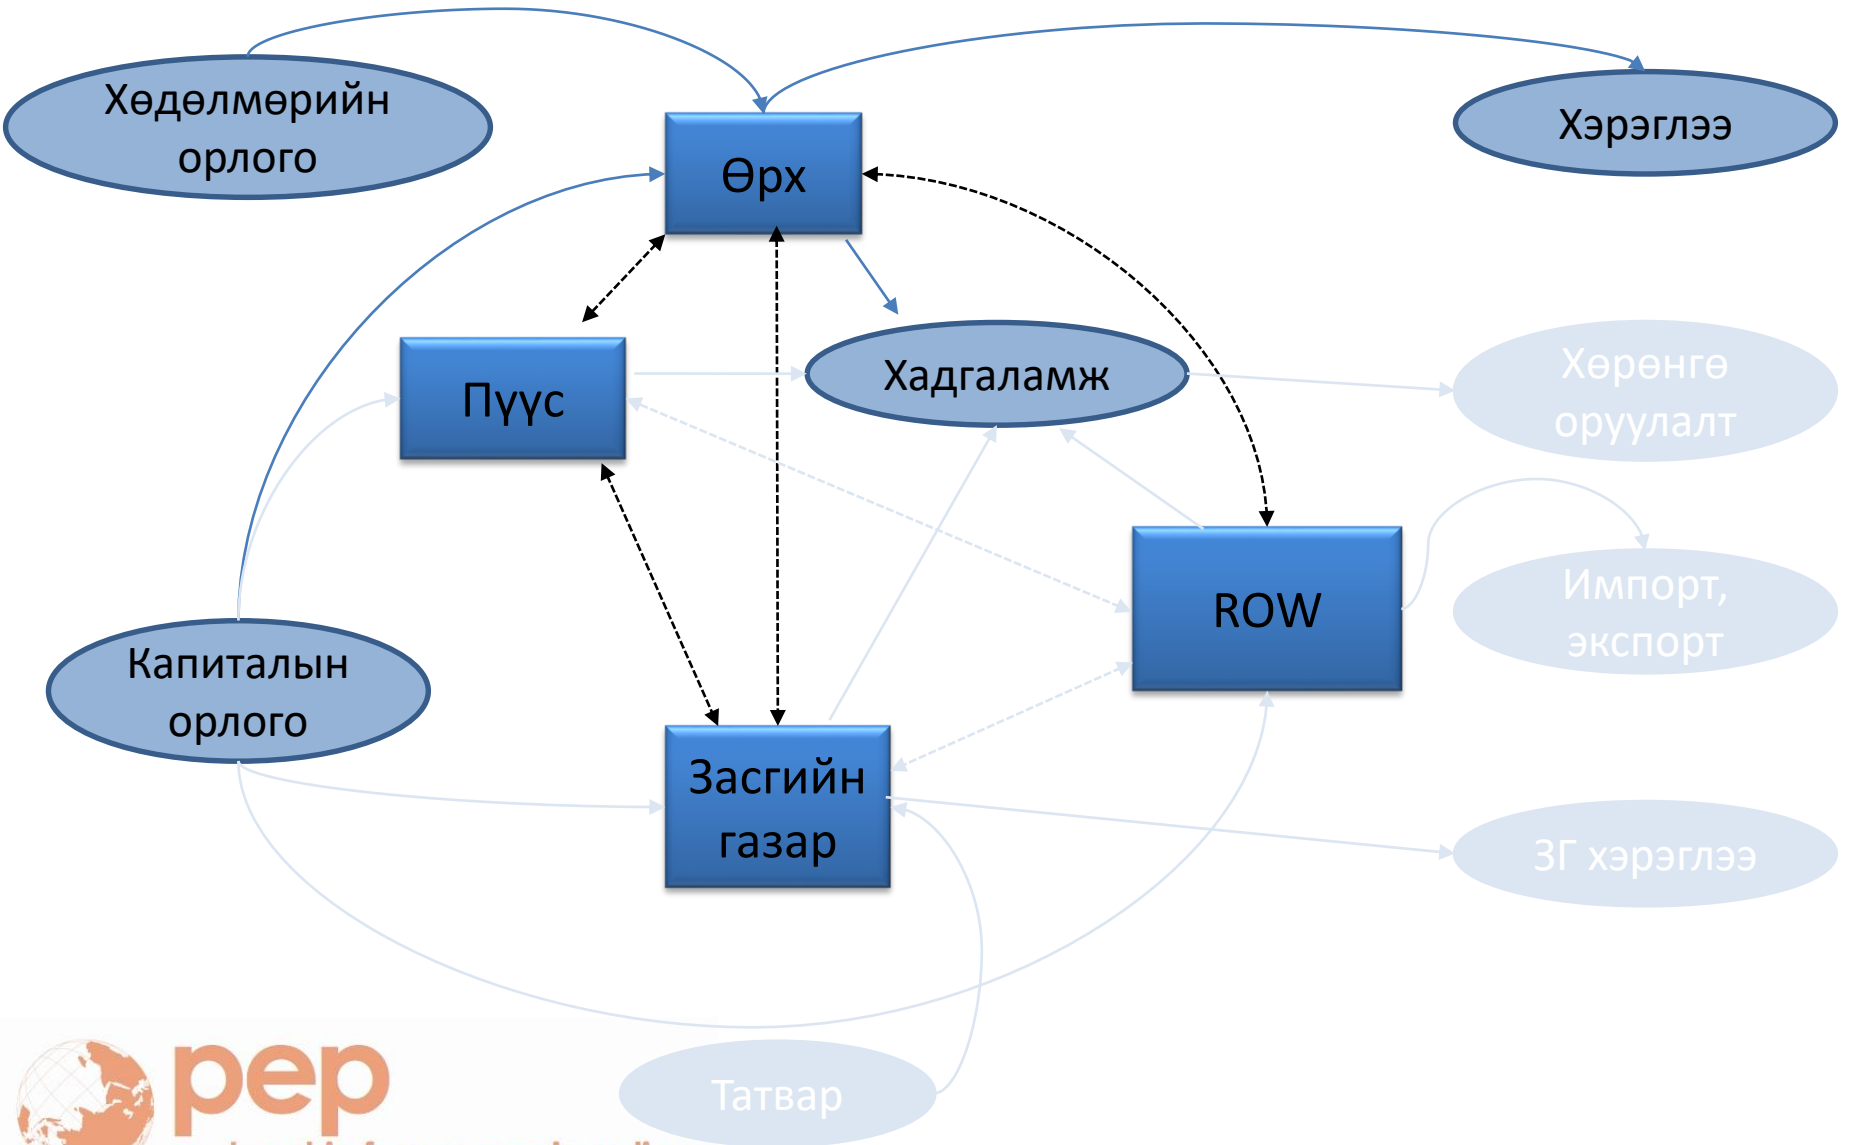 Хөдөлмөрийн
орлого
Хэрэглээ
Өрх
Пүүс
Хадгаламж
Хөрөнгө
оруулалт
ROW
Импорт,
экспорт
Капиталын
орлого
Засгийн
газар
ЗГ хэрэглээ
Татвар
pep